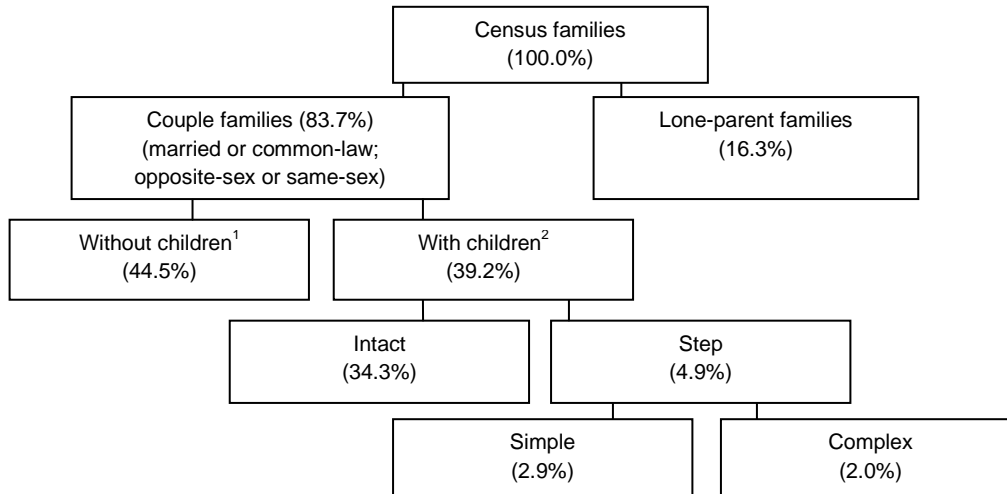 Census families
(100.0%)
Couple families (83.7%)
(married or common-law;
opposite-sex or same-sex)
Lone-parent families
(16.3%)
Without children¹
(44.5%)
With children²
(39.2%)
Intact
(34.3%)
Step
(4.9%)
Simple
(2.9%)
Complex
(2.0%)